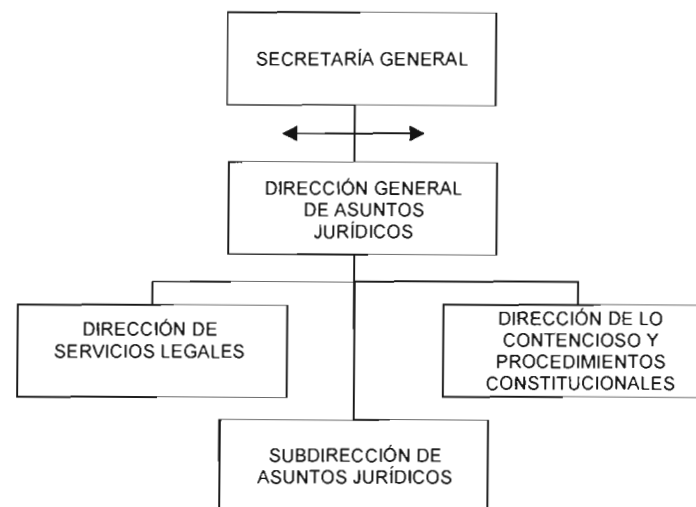 SECRETARÍA GENERAL
DIRECCIÓN GENERAL
DE ASUNTOS
JURÍDICOS
DIRECCIÓN DE
SERVICIOS LEGALES
DIRECCIÓN DE LO
CONTENCIOSO Y
PROCEDIMIENTOS
CONSTITUCIONALES
SUBDIRECCIÓN DE
ASUNTOS JURÍDICOS